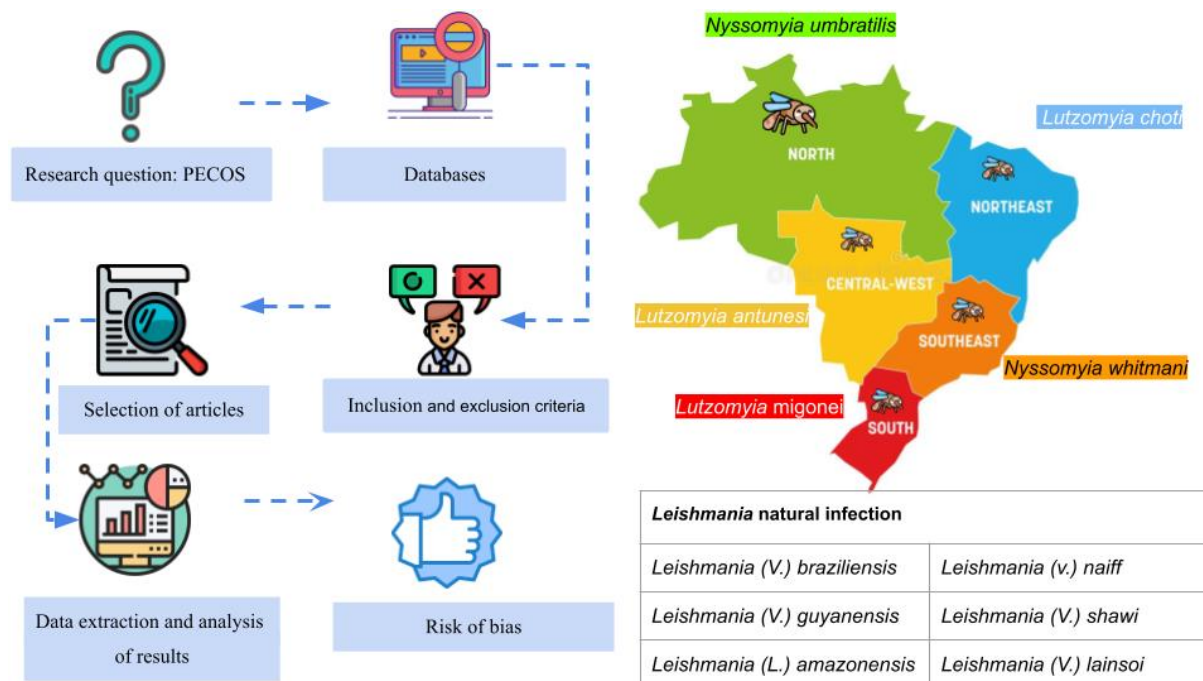 Research question: PECOS
Databases
Selection of articles
Inclusion and exclusion criteria
Data extraction and analysis
of results
Risk of bias
Nyssomyia umbratilis
Lutzomyia choti
NORTH
NORTHEAST
CENTRAL-WEST
Lutzomyia antunesi
SOUTHEAST
Nyssomyia whitmani
Lutzomyia migonei
SOUTH
Leishmania natural infection
Leishmania (V.) braziliensis
Leishmania (v.) naiff
Leishmania (V.) guyanensis
Leishmania (V.) shawi
Leishmania (L.) amazonensis
Leishmania (V.) lainsoi